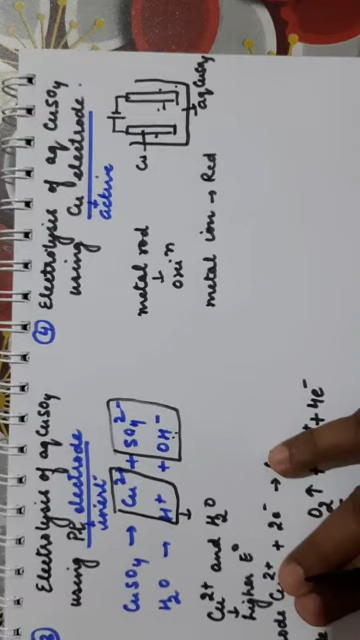 ③ Electrolysis of aq CuSO₄
using Pt electrode
inert
CuSO₄ → Cu²⁺ + SO₄²⁻
H₂O → H⁺ + OH⁻
Cu²⁺ and H₂O
↓
higher E°
Cu²⁺ + 2e⁻ →
O₂↑ + 4e⁻
④ Electrolysis of aq CuSO₄
using Cu electrode.
active
Cu
aq CuSO₄
metal rod
↓
oxiⁿ
metal ion → Red